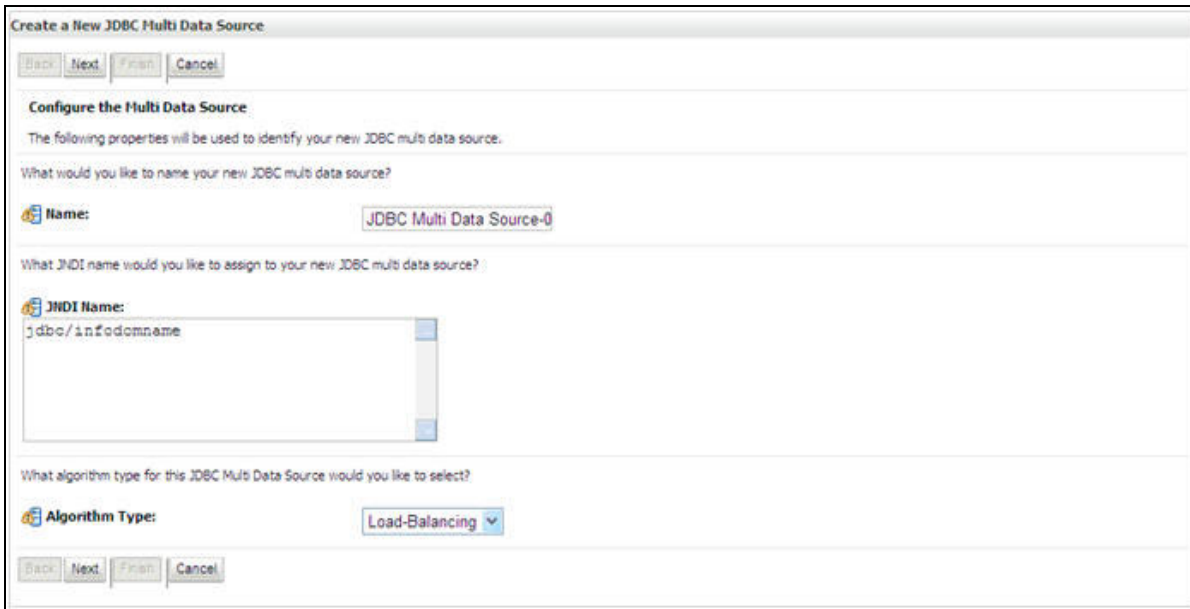 Create a New JDBC Multi Data Source
Back Next Finish Cancel
Configure the Multi Data Source
The following properties will be used to identify your new JDBC multi data source.
What would you like to name your new JDBC multi data source?
Name: JDBC Multi Data Source-0
What JNDI name would you like to assign to your new JDBC multi data source?
JNDI Name:
jdbc/infodomname
What algorithm type for this JDBC Multi Data Source would you like to select?
Algorithm Type: Load-Balancing
Back Next Finish Cancel